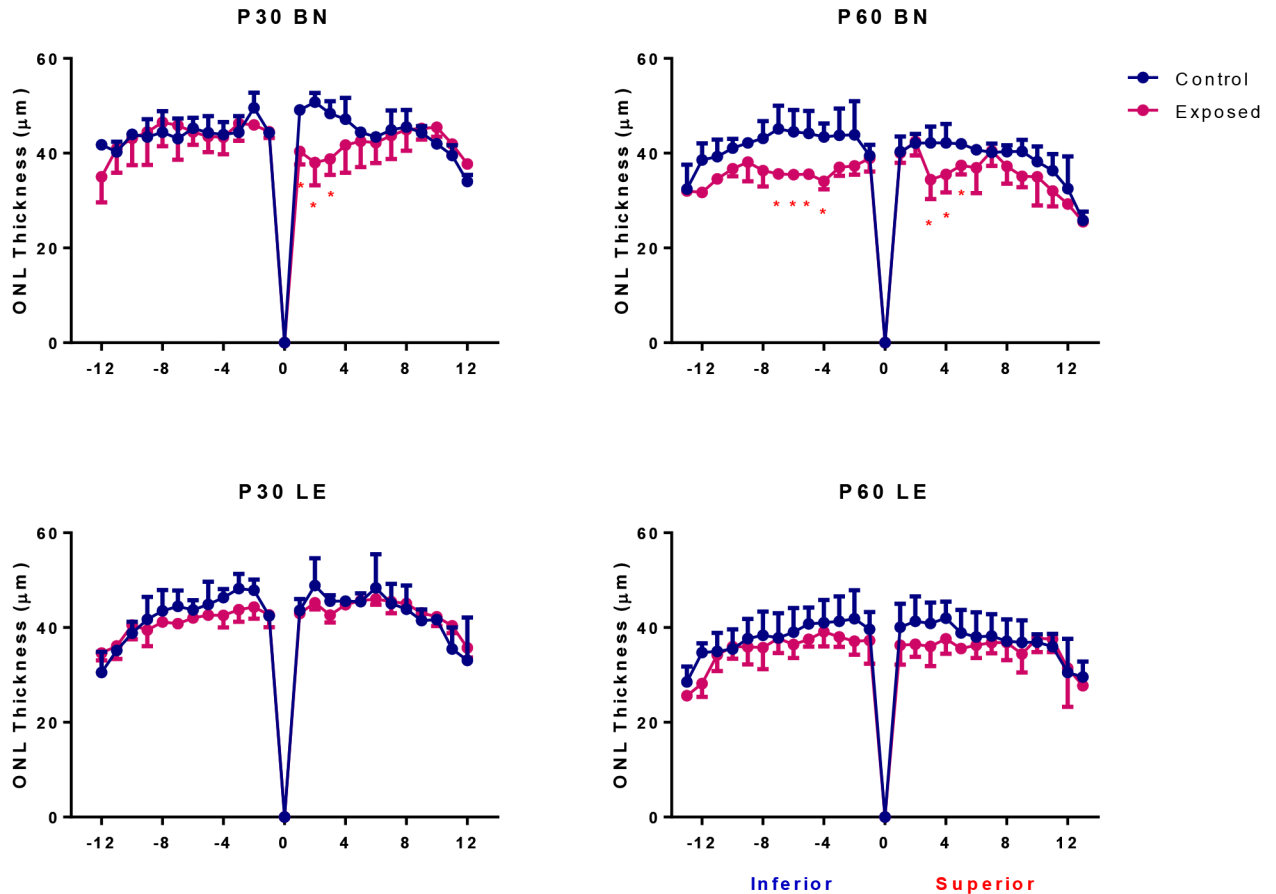 P30 BN
P60 BN
ONL Thickness (μm)
60
40
20
0
-12 -8 -4 0 4 8 12
* * *
ONL Thickness (μm)
60
40
20
0
-12 -8 -4 0 4 8 12
* * * * * * *
Control
Exposed
P30 LE
P60 LE
ONL Thickness (μm)
60
40
20
0
-12 -8 -4 0 4 8 12
ONL Thickness (μm)
60
40
20
0
-12 -8 -4 0 4 8 12
Inferior Superior